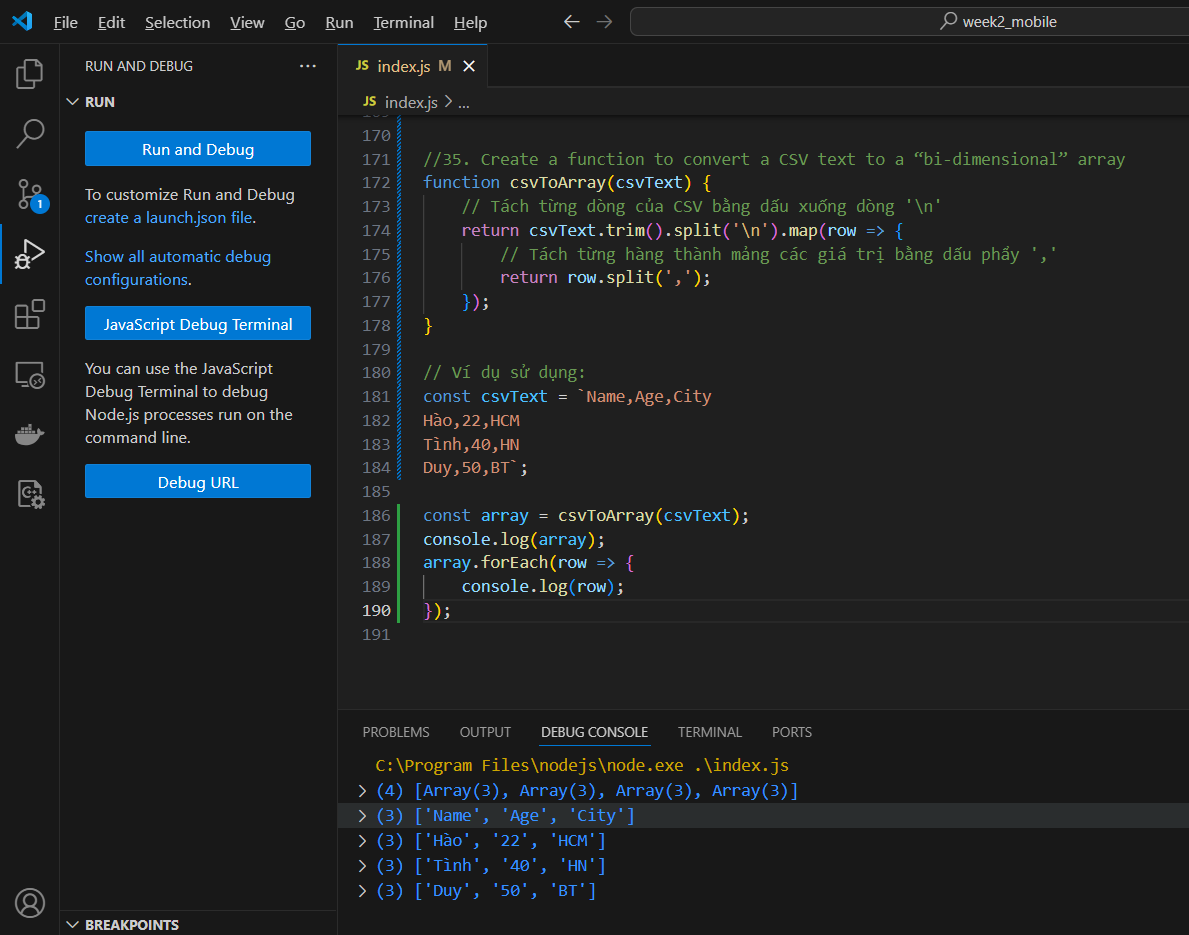 File Edit Selection View Go Run Terminal Help
week2_mobile
RUN AND DEBUG
RUN
Run and Debug
To customize Run and Debug
create a launch.json file.
Show all automatic debug
configurations.
JavaScript Debug Terminal
You can use the JavaScript
Debug Terminal to debug
Node.js processes run on the
command line.
Debug URL
BREAKPOINTS
1
JS index.js M
JS index.js > ...
170
171 //35. Create a function to convert a CSV text to a “bi-dimensional” array
172 function csvToArray(csvText) {
173 // Tách từng dòng của CSV bằng dấu xuống dòng '\n'
174 return csvText.trim().split('\n').map(row => {
175 // Tách từng hàng thành mảng các giá trị bằng dấu phẩy ','
176 return row.split(',');
177 });
178 }
179
180 // Ví dụ sử dụng:
181 const csvText = `Name,Age,City
182 Hào,22,HCM
183 Tình,40,HN
184 Duy,50,BT`;
185
186 const array = csvToArray(csvText);
187 console.log(array);
188 array.forEach(row => {
189 console.log(row);
190 });
191
PROBLEMS OUTPUT DEBUG CONSOLE TERMINAL PORTS
C:\Program Files\nodejs\node.exe .\index.js
> (4) [Array(3), Array(3), Array(3), Array(3)]
> (3) ['Name', 'Age', 'City']
> (3) ['Hào', '22', 'HCM']
> (3) ['Tình', '40', 'HN']
> (3) ['Duy', '50', 'BT']